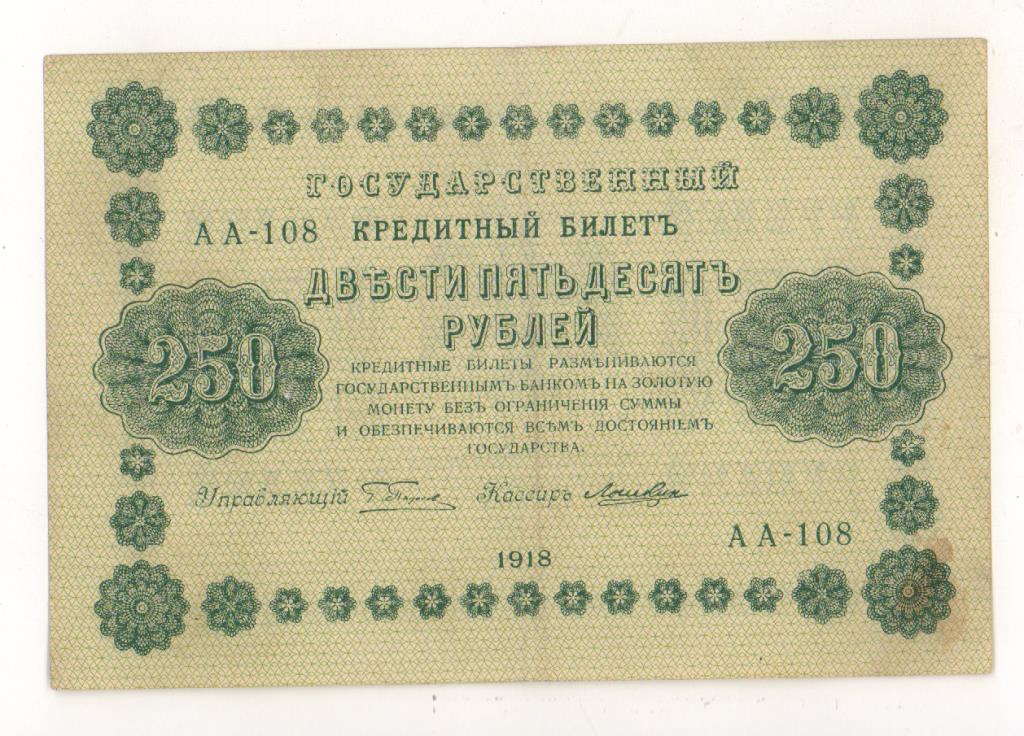 ГОСУДАРСТВЕННЫЙ
АА-108 КРЕДИТНЫЙ БИЛЕТЪ
ДВѢСТИ ПЯТЬДЕСЯТЪ
РУБЛЕЙ
250
250
КРЕДИТНЫЕ БИЛЕТЫ РАЗМѢНИВАЮТСЯ
ГОСУДАРСТВЕННЫМЪ БАНКОМЪ НА ЗОЛОТУЮ
МОНЕТУ БЕЗЪ ОГРАНИЧЕНІЯ СУММЫ
И ОБЕЗПЕЧИВАЮТСЯ ВСѢМЪ ДОСТОЯНІЕМЪ
ГОСУДАРСТВА.
Управляющій Кассиръ
АА-108
1918